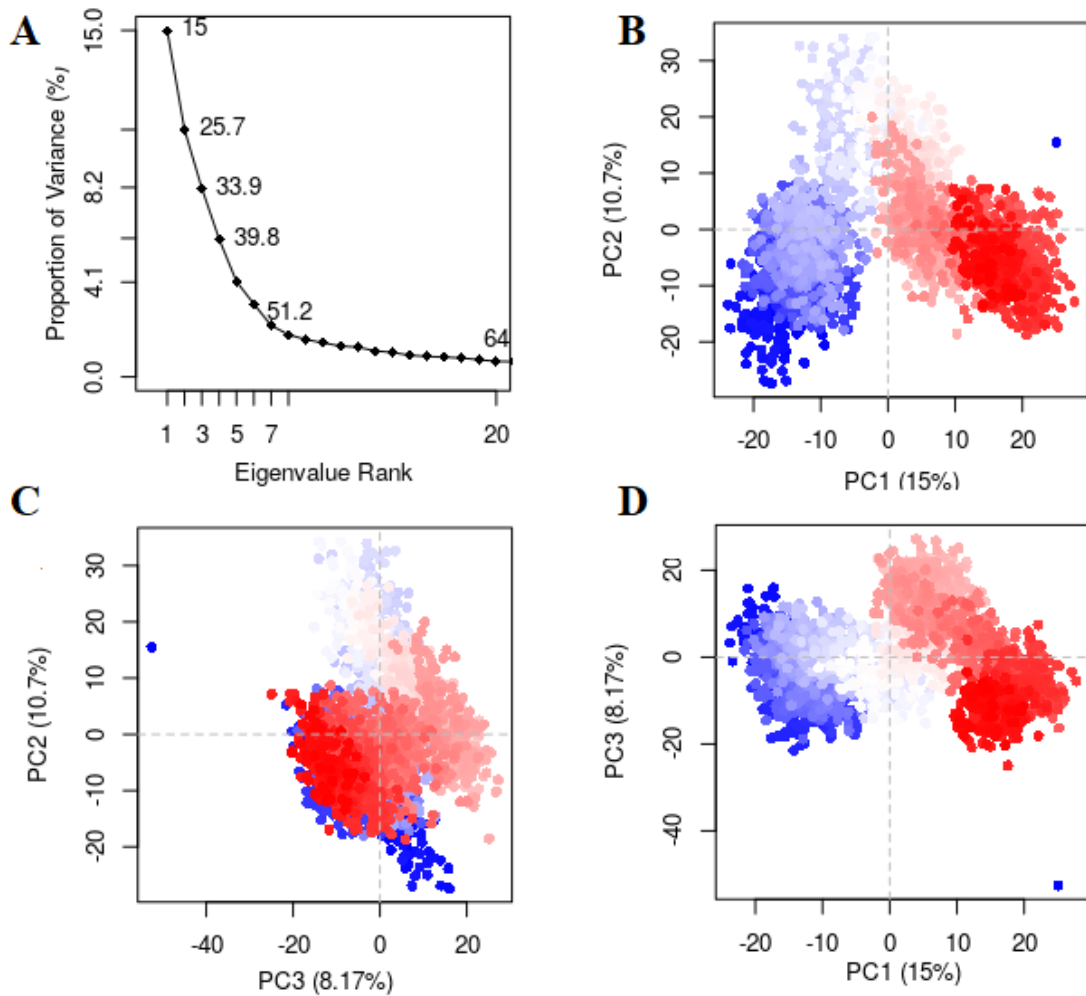 A
Proportion of Variance (%)
15.0
8.2
4.1
0.0
15
25.7
33.9
39.8
51.2
64
1 3 5 7 20
Eigenvalue Rank
B
PC2 (10.7%)
30
20
10
0
-10
-20
-20 -10 0 10 20
PC1 (15%)
C
PC2 (10.7%)
30
20
10
0
-10
-20
-40 -20 0 20
PC3 (8.17%)
D
PC3 (8.17%)
20
0
-20
-40
-20 -10 0 10 20
PC1 (15%)